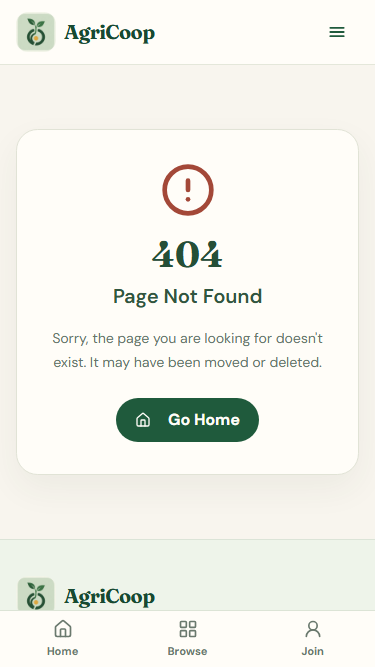 AgriCoop
404
Page Not Found
Sorry, the page you are looking for doesn't
exist. It may have been moved or deleted.
Go Home
AgriCoop
Home
Browse
Join